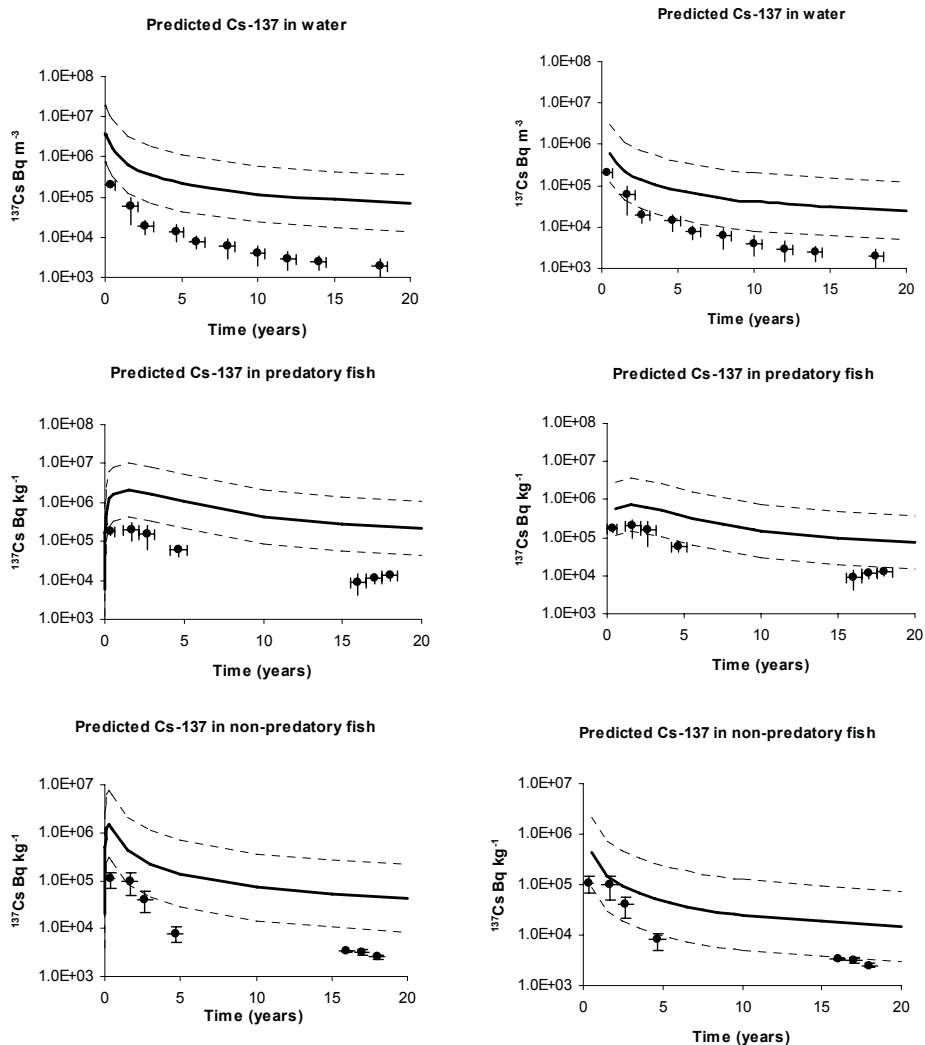 Predicted Cs-137 in water
1.0E+08
1.0E+07
1.0E+06
1.0E+05
1.0E+04
1.0E+03
¹³⁷Cs Bq m⁻³
0 5 10 15 20
Time (years)
Predicted Cs-137 in water
1.0E+08
1.0E+07
1.0E+06
1.0E+05
1.0E+04
1.0E+03
¹³⁷Cs Bq m⁻³
0 5 10 15 20
Time (years)
Predicted Cs-137 in predatory fish
1.0E+08
1.0E+07
1.0E+06
1.0E+05
1.0E+04
1.0E+03
¹³⁷Cs Bq kg⁻¹
0 5 10 15 20
Time (years)
Predicted Cs-137 in predatory fish
1.0E+08
1.0E+07
1.0E+06
1.0E+05
1.0E+04
1.0E+03
¹³⁷Cs Bq kg⁻¹
0 5 10 15 20
Time (years)
Predicted Cs-137 in non-predatory fish
1.0E+07
1.0E+06
1.0E+05
1.0E+04
1.0E+03
¹³⁷Cs Bq kg⁻¹
0 5 10 15 20
Time (years)
Predicted Cs-137 in non-predatory fish
1.0E+07
1.0E+06
1.0E+05
1.0E+04
1.0E+03
¹³⁷Cs Bq kg⁻¹
0 5 10 15 20
Time (years)